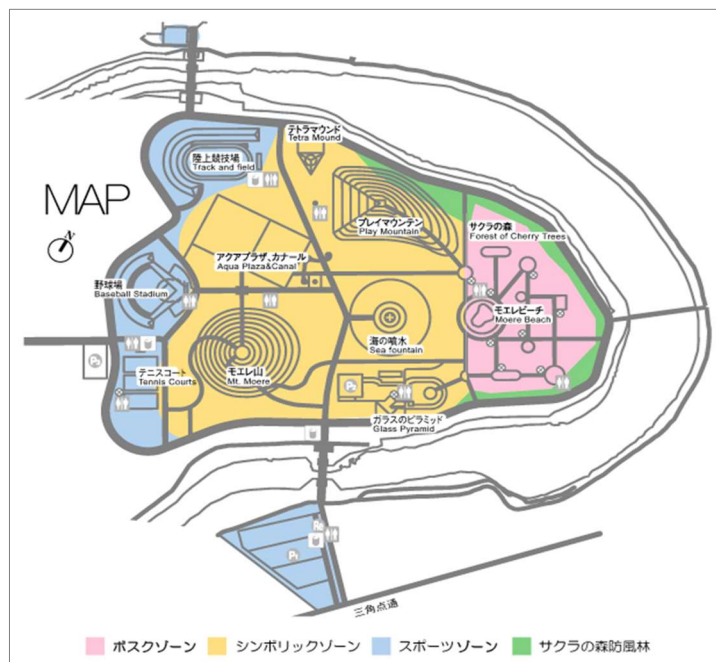 テトラマウンド
Tetra Mound
陸上競技場
Track and field
MAP
N
プレイマウンテン
Play Mountain
サクラの森
Forest of Cherry Trees
アクアプラザ、カナール
Aqua Plaza&Canal
野球場
Baseball Stadium
モエレビーチ
Moere Beach
海の噴水
Sea fountain
テニスコート
Tennis Courts
モエレ山
Mt. Moere
ガラスのピラミッド
Glass Pyramid
三角点通
ボスクゾーン
シンボリックゾーン
スポーツゾーン
サクラの森防風林